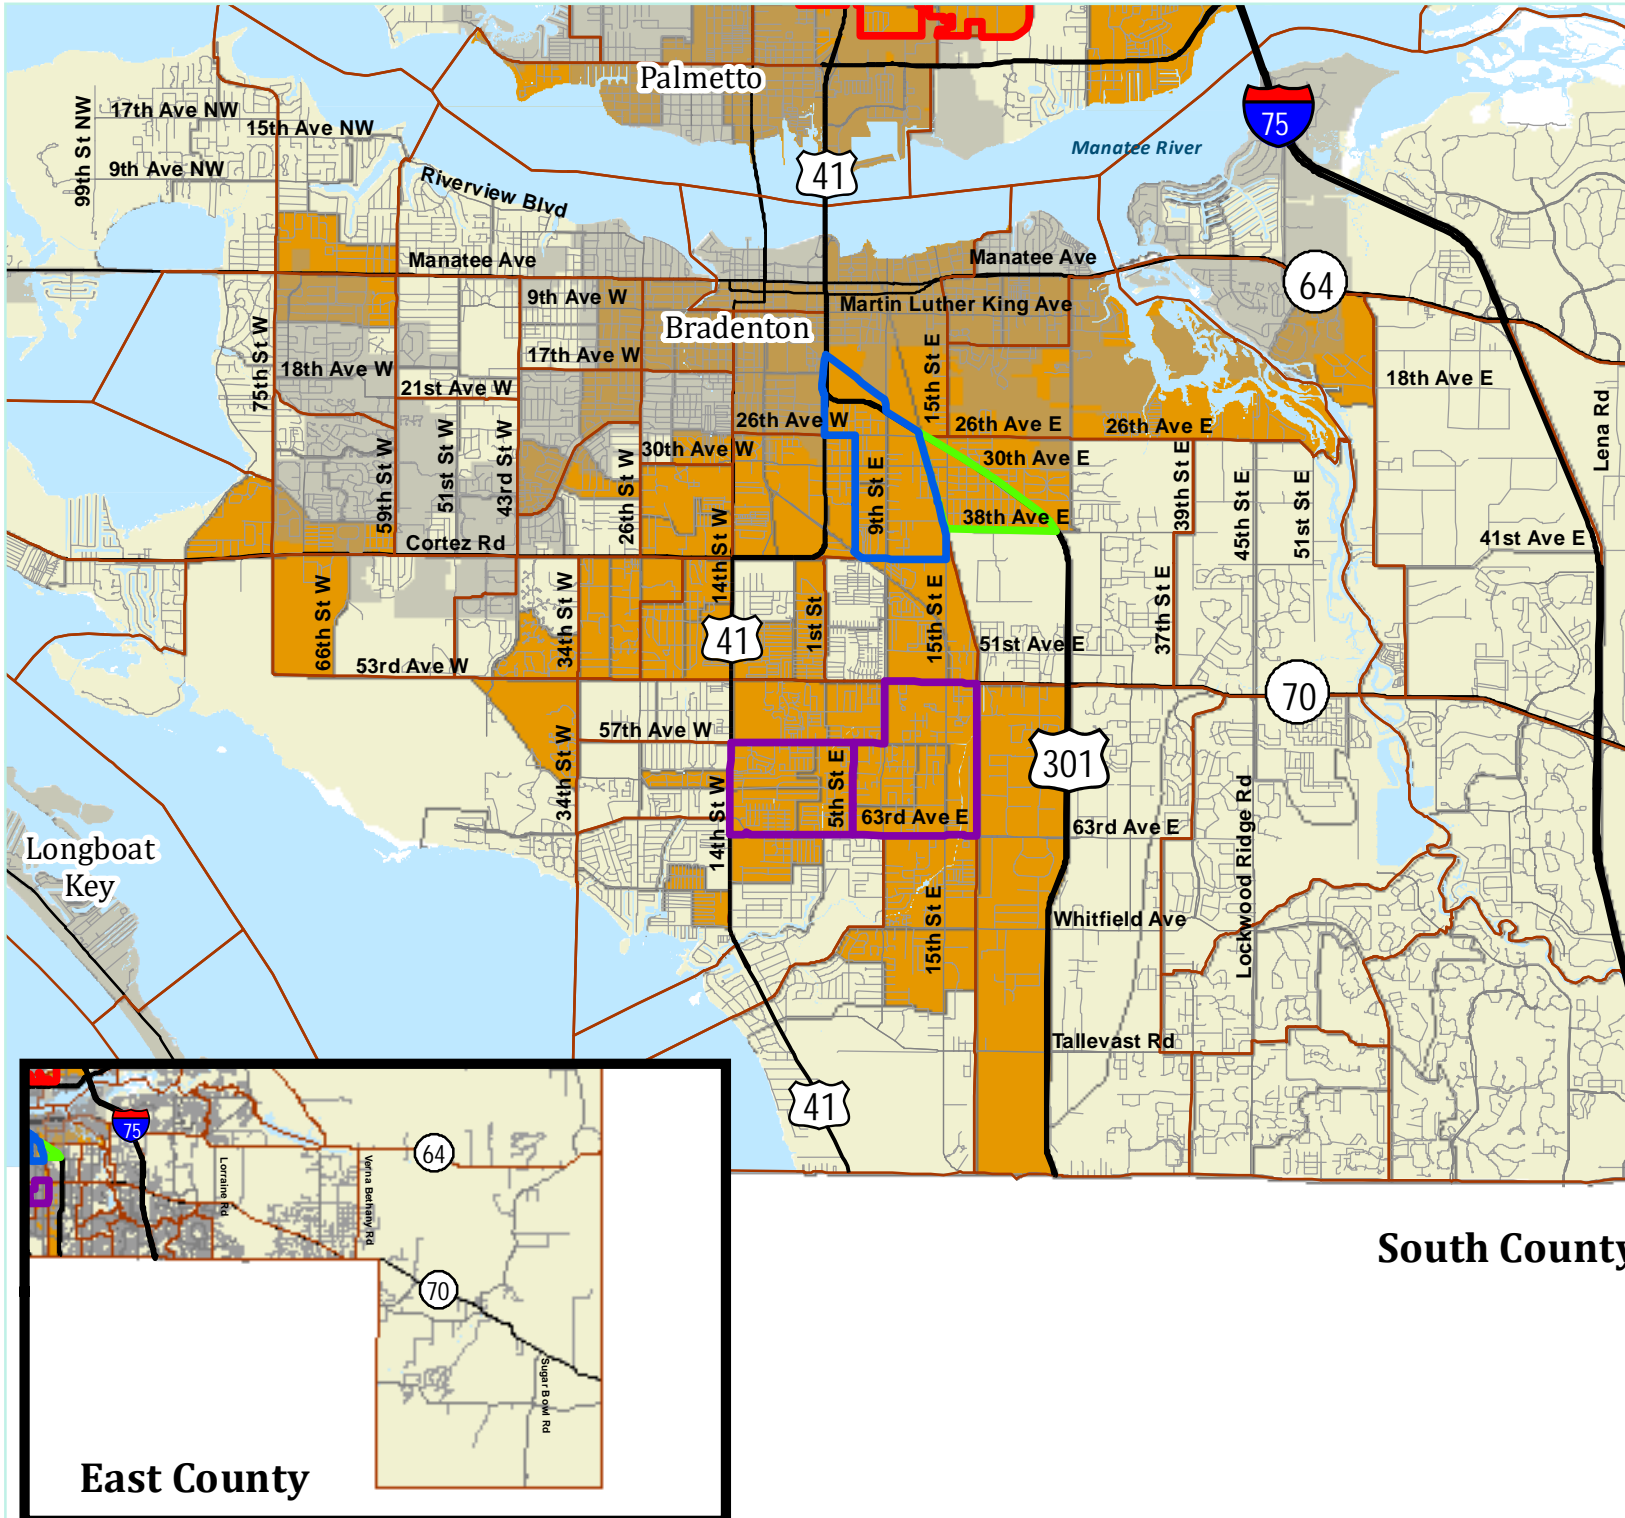 Palmetto
17th Ave NW
15th Ave NW
99th St NW
9th Ave NW
75
Manatee River
41
Riverview Blvd
Manatee Ave
Manatee Ave
64
9th Ave W
Martin Luther King Ave
Bradenton
75th St W
17th Ave W
18th Ave W
21st Ave W
15th St E
18th Ave E
Lena Rd
26th Ave W
26th Ave E
26th Ave E
30th Ave W
30th Ave E
59th St W
51st St W
43rd St W
26th St W
14th St W
9th St E
38th Ave E
39th St E
45th St E
51st St E
Cortez Rd
41st Ave E
66th St W
34th St W
41
1st St
15th St E
51st Ave E
37th St E
53rd Ave W
70
57th Ave W
34th St W
14th St W
5th St E
63rd Ave E
301
63rd Ave E
Lockwood Ridge Rd
Longboat
Key
15th St E
Whitfield Ave
Tallevast Rd
41
75
64
Lorraine Rd
Verna Bethany Rd
70
Sugar Bowl Rd
East County
South County